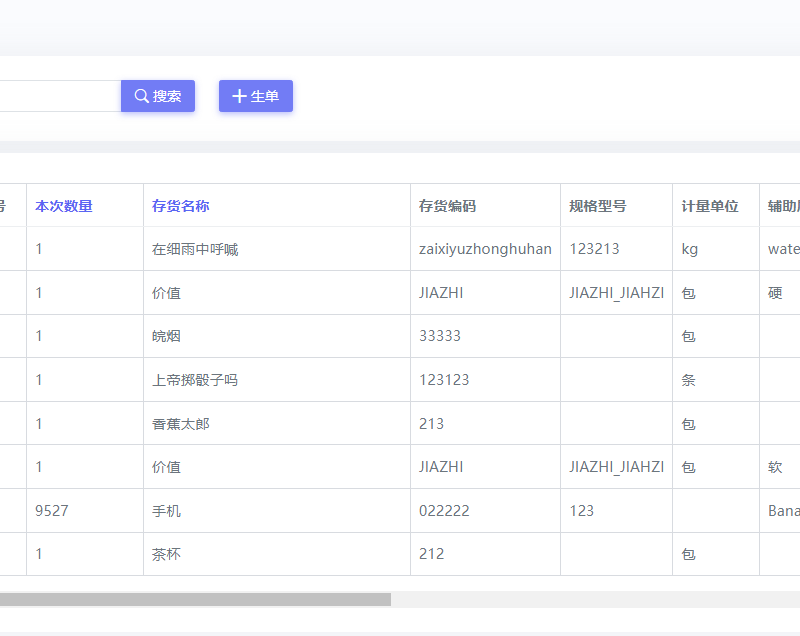 搜索 生单
号 本次数量 存货名称 存货编码 规格型号 计量单位 辅助
1 在细雨中呼喊 zaixiyuzhonghuhan 123213 kg wate
1 价值 JIAZHI JIAZHI_JIAHZI 包 硬
1 皖烟 33333 包
1 上帝掷骰子吗 123123 条
1 香蕉太郎 213 包
1 价值 JIAZHI JIAZHI_JIAHZI 包 软
9527 手机 022222 123 Bana
1 茶杯 212 包